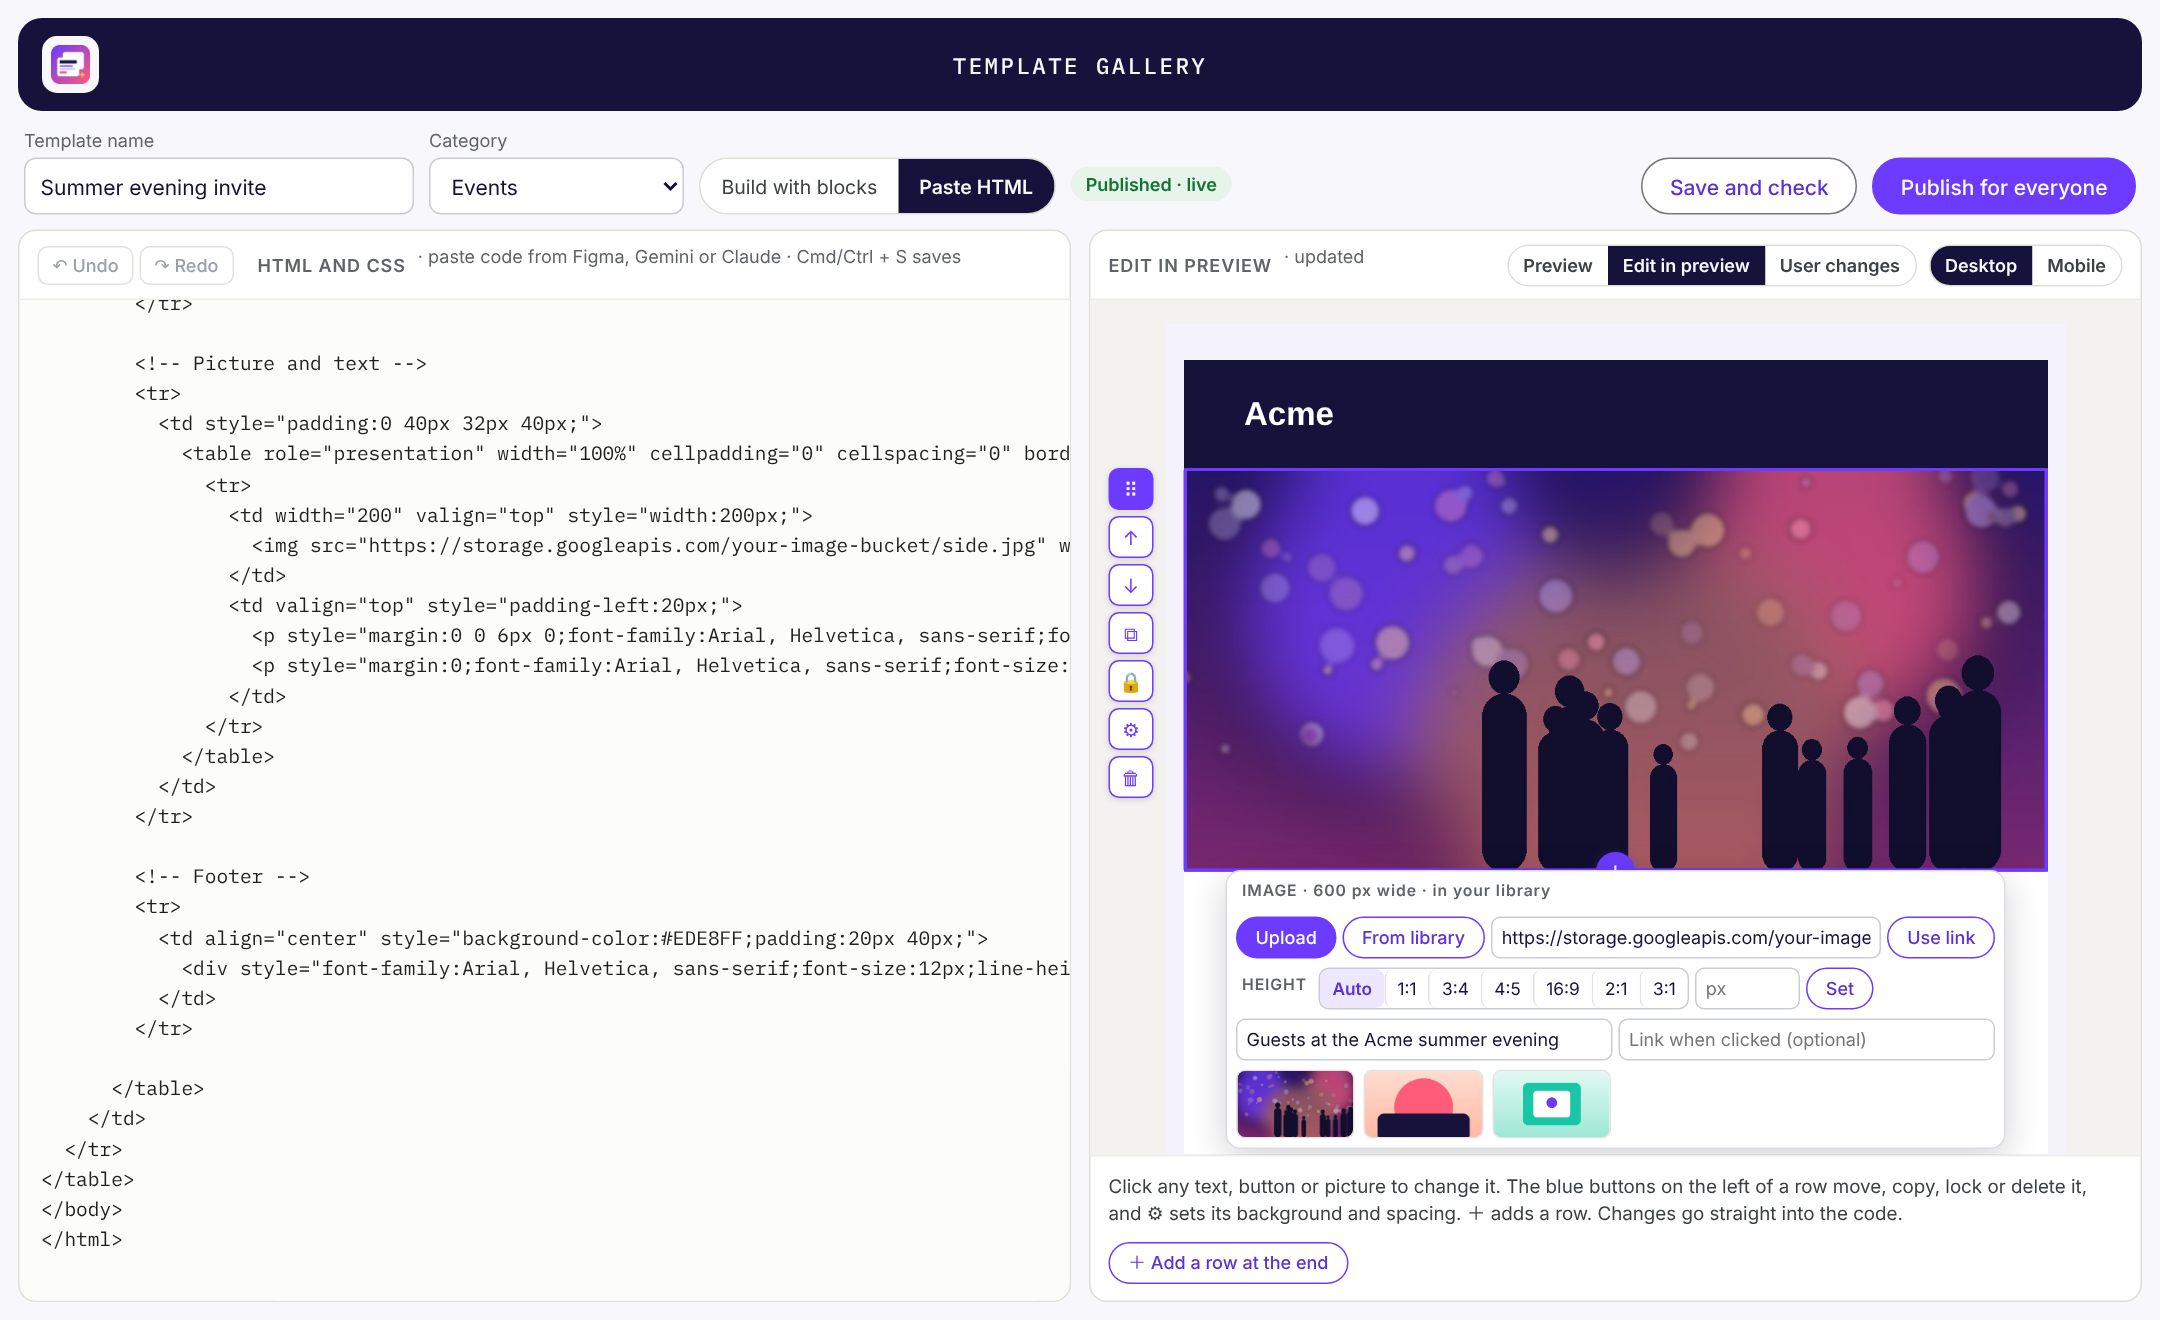 TEMPLATE GALLERY
Template name
Category
Summer evening invite
Events
Build with blocks
Paste HTML
Published · live
Save and check
Publish for everyone
↶ Undo
↷ Redo
HTML AND CSS
· paste code from Figma, Gemini or Claude · Cmd/Ctrl + S saves
</tr>
<!-- Picture and text -->
<tr>
<td style="padding:0 40px 32px 40px;">
<table role="presentation" width="100%" cellpadding="0" cellspacing="0" bord
<tr>
<td width="200" valign="top" style="width:200px;">
<img src="https://storage.googleapis.com/your-image-bucket/side.jpg" w
</td>
<td valign="top" style="padding-left:20px;">
<p style="margin:0 0 6px 0;font-family:Arial, Helvetica, sans-serif;fo
<p style="margin:0;font-family:Arial, Helvetica, sans-serif;font-size:
</td>
</tr>
</table>
</td>
</tr>
<!-- Footer -->
<tr>
<td align="center" style="background-color:#EDE8FF;padding:20px 40px;">
<div style="font-family:Arial, Helvetica, sans-serif;font-size:12px;line-hei
</td>
</tr>
</table>
</td>
</tr>
</table>
</body>
</html>
EDIT IN PREVIEW
· updated
Preview
Edit in preview
User changes
Desktop
Mobile
Acme
IMAGE · 600 px wide · in your library
Upload
From library
https://storage.googleapis.com/your-image
Use link
HEIGHT
Auto
1:1
3:4
4:5
16:9
2:1
3:1
px
Set
Guests at the Acme summer evening
Link when clicked (optional)
Click any text, button or picture to change it. The blue buttons on the left of a row move, copy, lock or delete it,
and ⚙ sets its background and spacing. + adds a row. Changes go straight into the code.
+ Add a row at the end